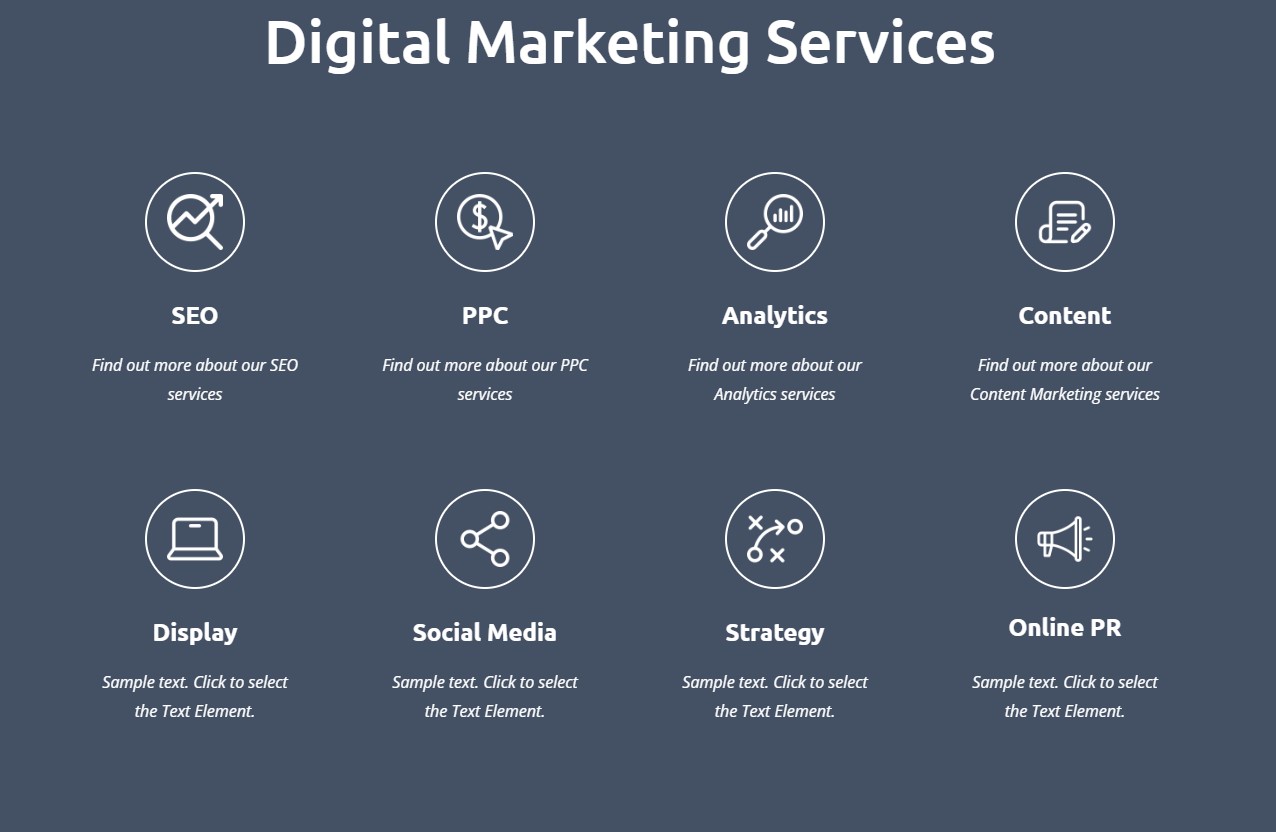 Digital Marketing Services
SEO
PPC
Analytics
Content
Find out more about our SEO
services
Find out more about our PPC
services
Find out more about our
Analytics services
Find out more about our
Content Marketing services
Display
Social Media
Strategy
Online PR
Sample text. Click to select
the Text Element.
Sample text. Click to select
the Text Element.
Sample text. Click to select
the Text Element.
Sample text. Click to select
the Text Element.